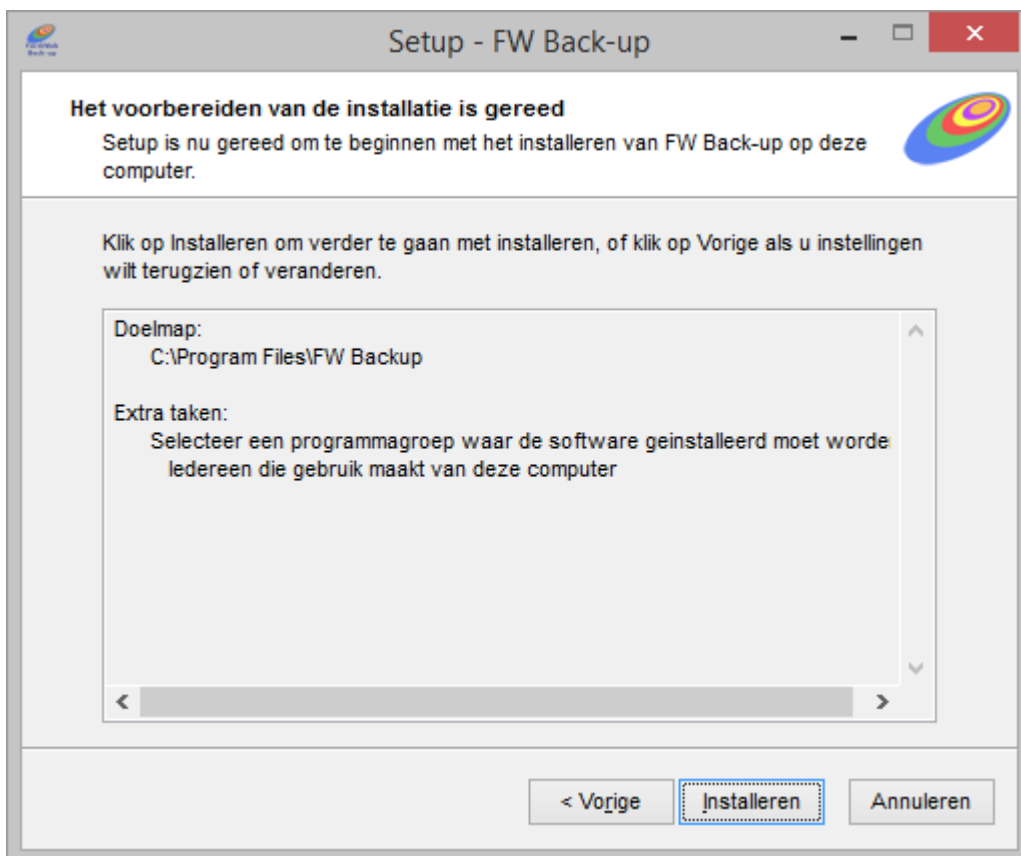 Setup - FW Back-up
Het voorbereiden van de installatie is gereed
Setup is nu gereed om te beginnen met het installeren van FW Back-up op deze
computer.
Klik op Installeren om verder te gaan met installeren, of klik op Vorige als u instellingen
wilt terugzien of veranderen.
Doelmap:
C:\Program Files\FW Backup
Extra taken:
Selecteer een programmagroep waar de software geinstalleerd moet worde
Iedereen die gebruik maakt van deze computer
< Vorige
Installeren
Annuleren